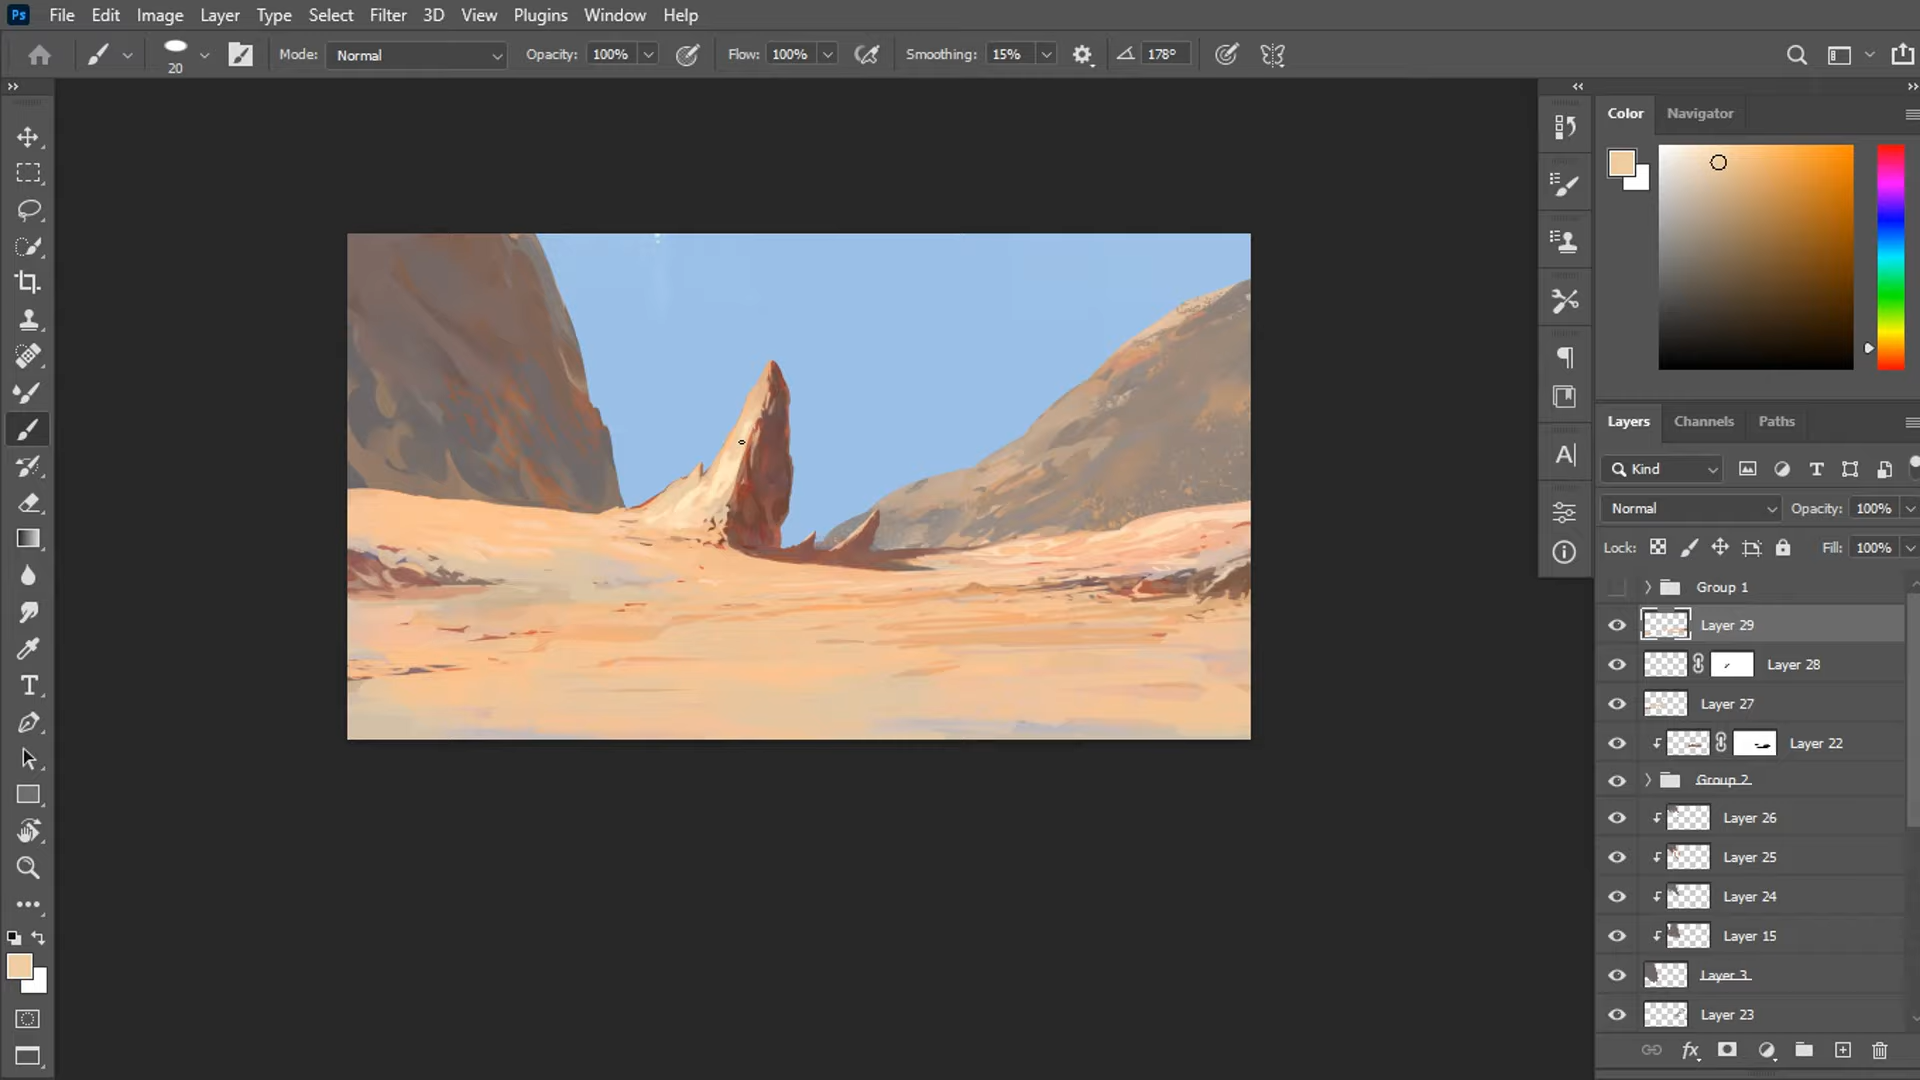 Ps File Edit Image Layer Type Select Filter 3D View Plugins Window Help
20 Mode: Normal Opacity: 100% Flow: 100% Smoothing: 15% 178°
Color Navigator
Layers Channels Paths
Kind
Normal Opacity: 100%
Lock: Fill: 100%
Group 1
Layer 29
Layer 28
Layer 27
Layer 22
Group 2
Layer 26
Layer 25
Layer 24
Layer 15
Layer 3
Layer 23
fx